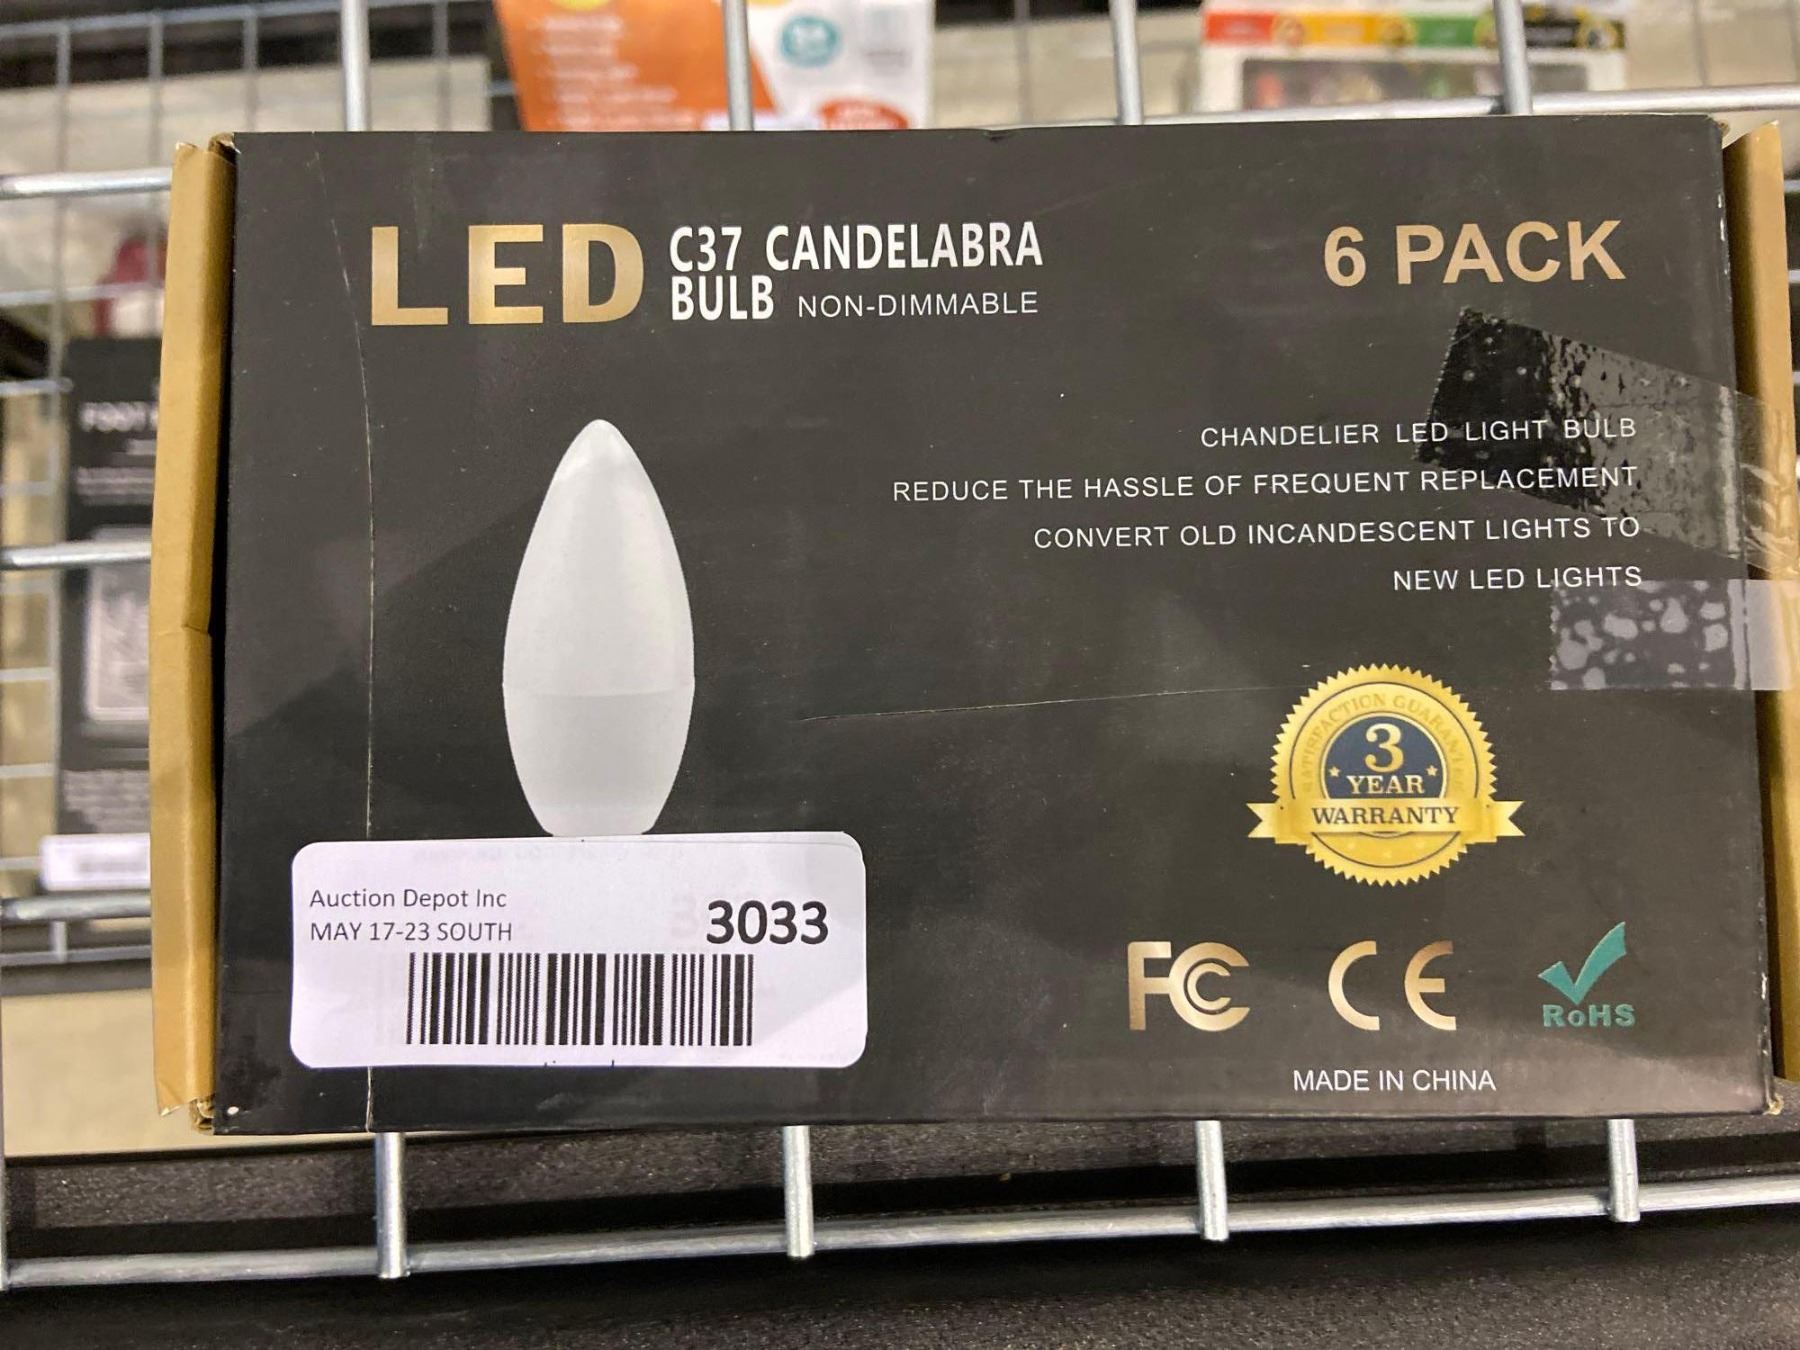 LED C37 CANDELABRA
BULB NON-DIMMABLE
6 PACK
CHANDELIER LED LIGHT BULB
REDUCE THE HASSLE OF FREQUENT REPLACEMENT
CONVERT OLD INCANDESCENT LIGHTS TO
NEW LED LIGHTS
SATISFACTION GUARANTEE
3
YEAR
WARRANTY
Auction Depot Inc
MAY 17-23 SOUTH
3033
FC CE RoHS
MADE IN CHINA
FOOT